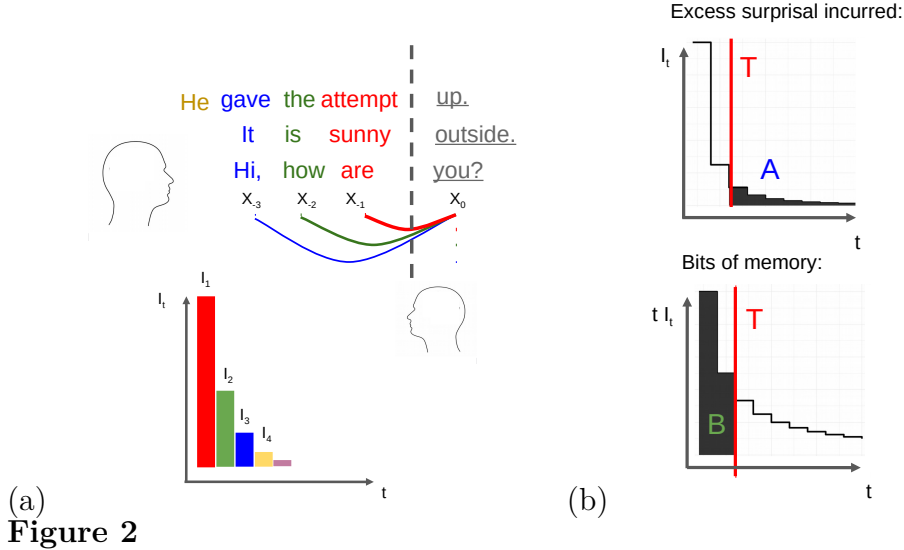 He gave the attempt up.
It is sunny outside.
Hi, how are you?
X-3 X-2 X-1 X0
It
I1
I2
I3
I4
t
(a)
Excess surprisal incurred:
It
T
A
t
Bits of memory:
t It
T
B
t
(b)
Figure 2